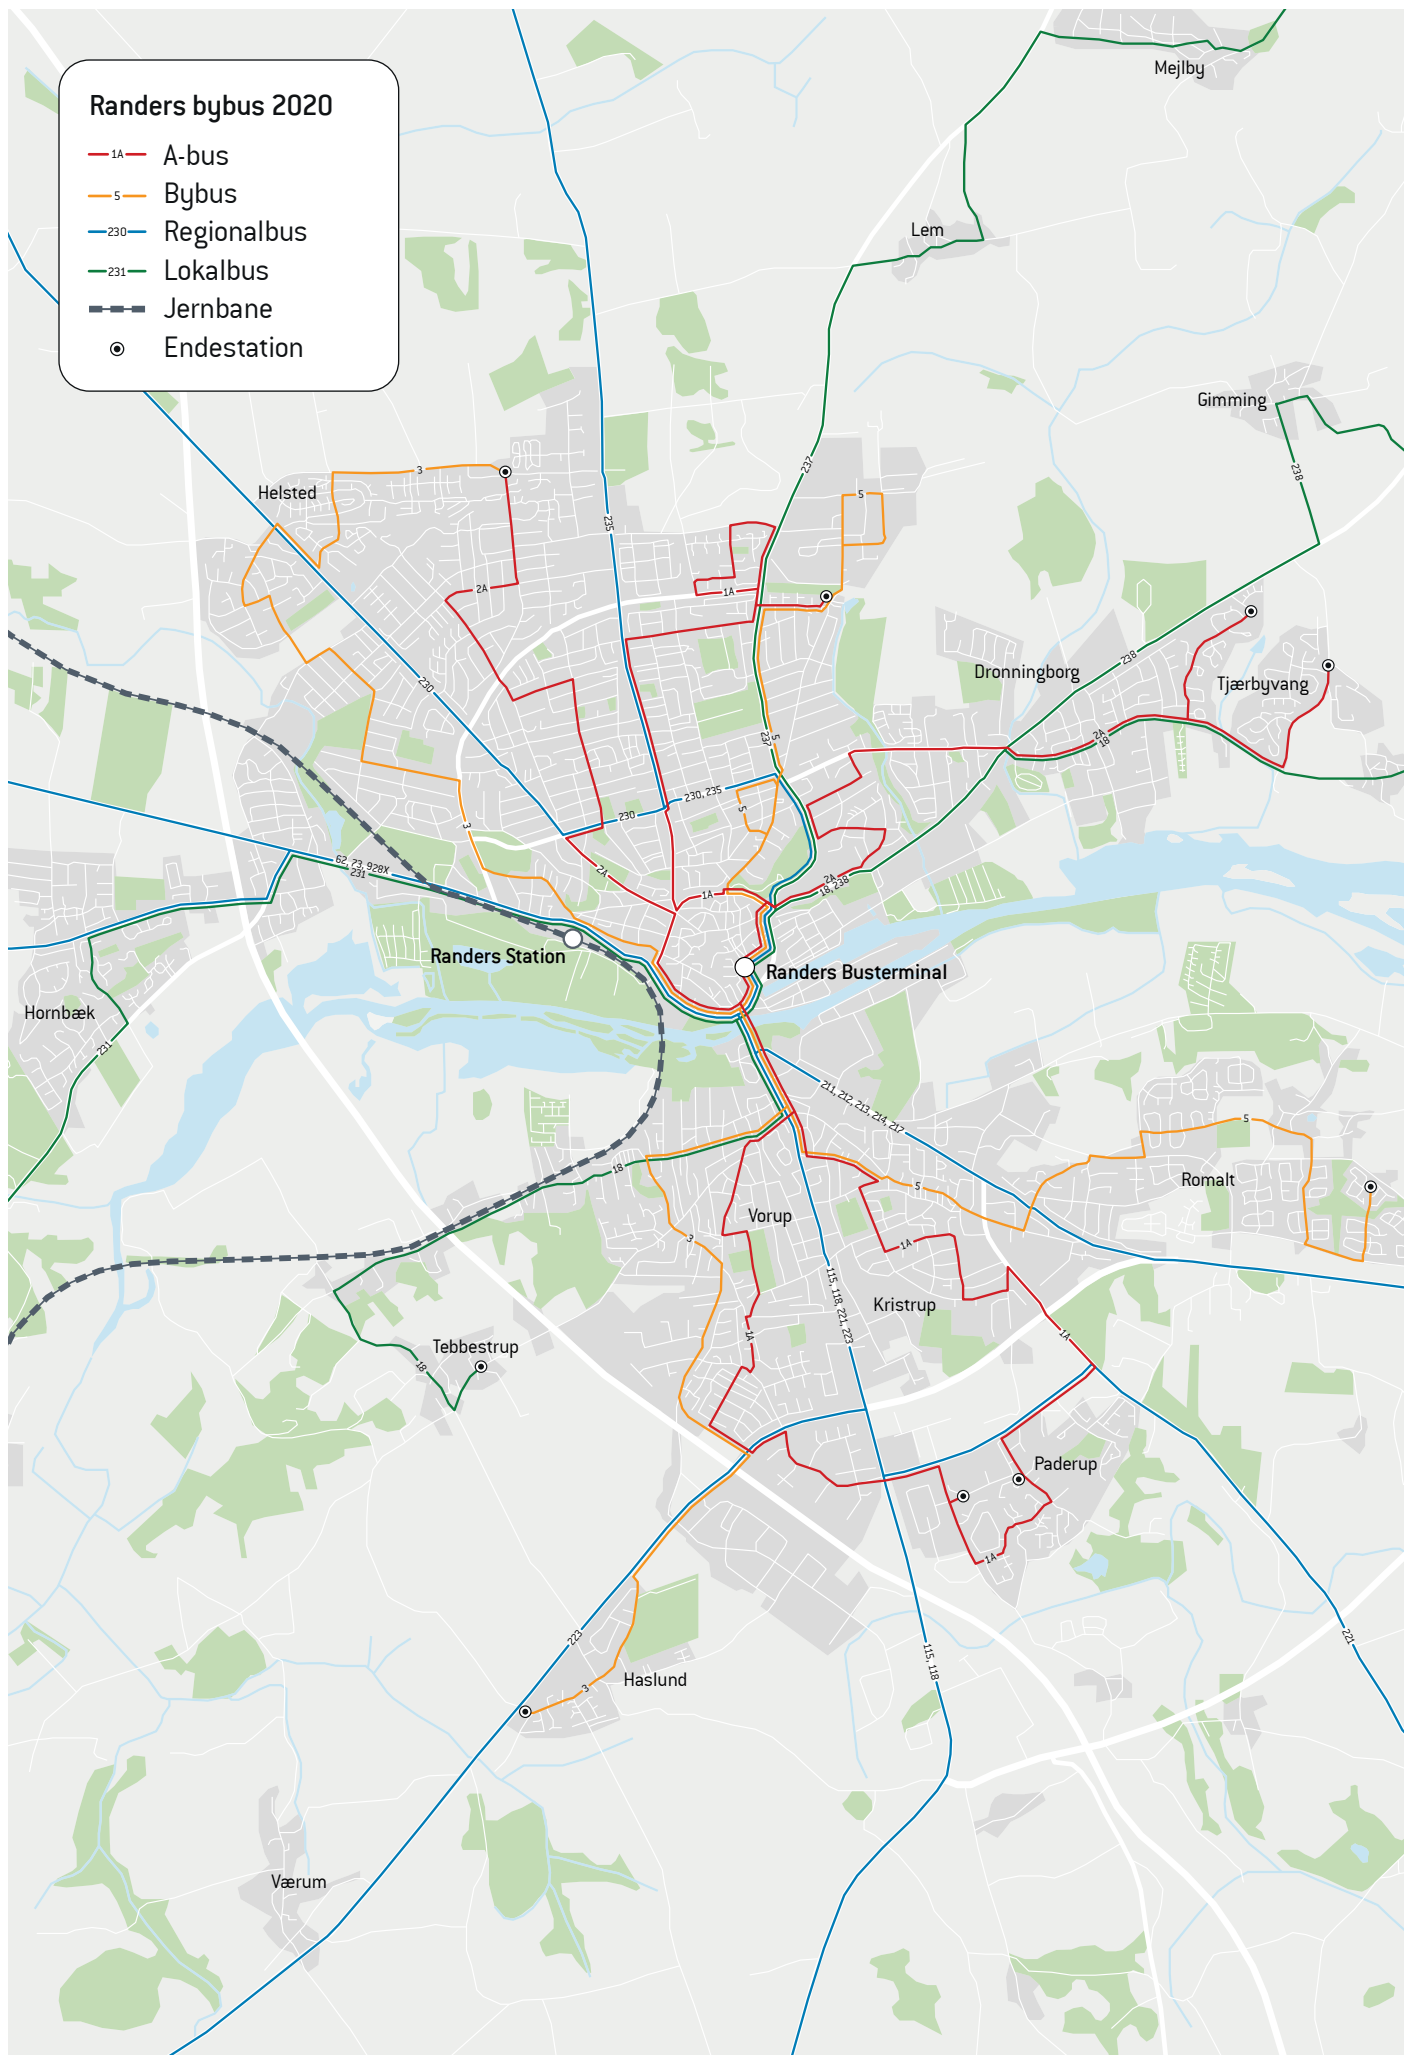 Mejlby
Randers bybus 2020
1A A-bus
5 Bybus
230 Regionalbus
231 Lokalbus
Jernbane
Endestation
Lem
Gimming
237
238
3
Helsted
5
235
2A
1A
238
Dronningborg
Tjærbyvang
230
2A
18
5
237
230, 235
230
5
3
62, 73, 928X
231
2A
2A
18, 238
1A
Randers Station
Randers Busterminal
Hornbæk
231
211, 212, 213, 214, 217
5
18
Romalt
5
Vorup
3
1A
115, 118, 221, 223
Kristrup
1A
1A
Tebbestrup
18
Paderup
1A
223
221
115, 118
Haslund
3
Værum